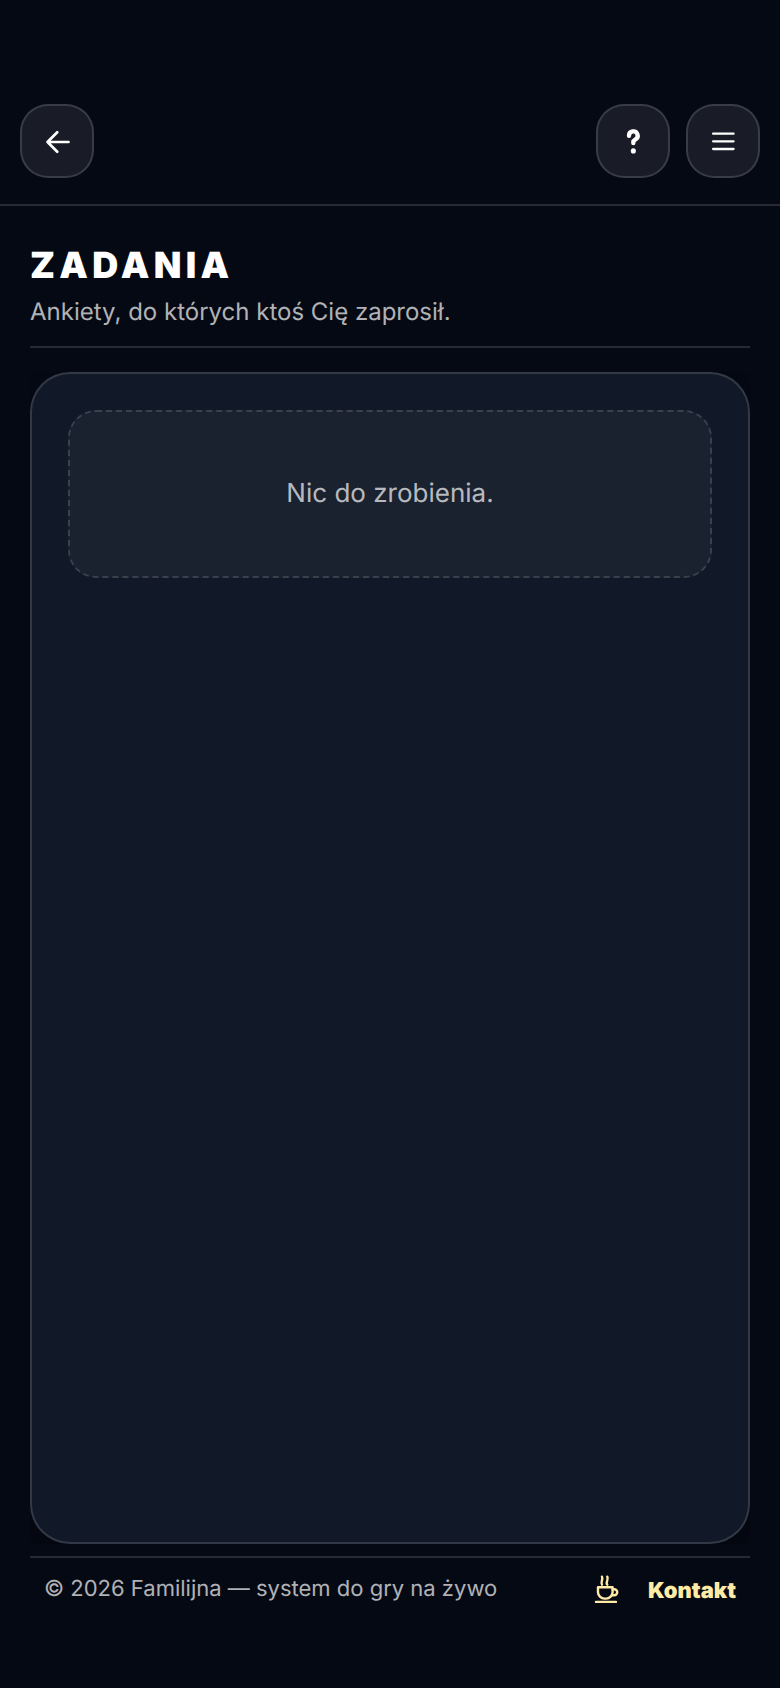 ZADANIA
Ankiety, do których ktoś Cię zaprosił.
Nic do zrobienia.
© 2026 Familijna — system do gry na żywo
Kontakt